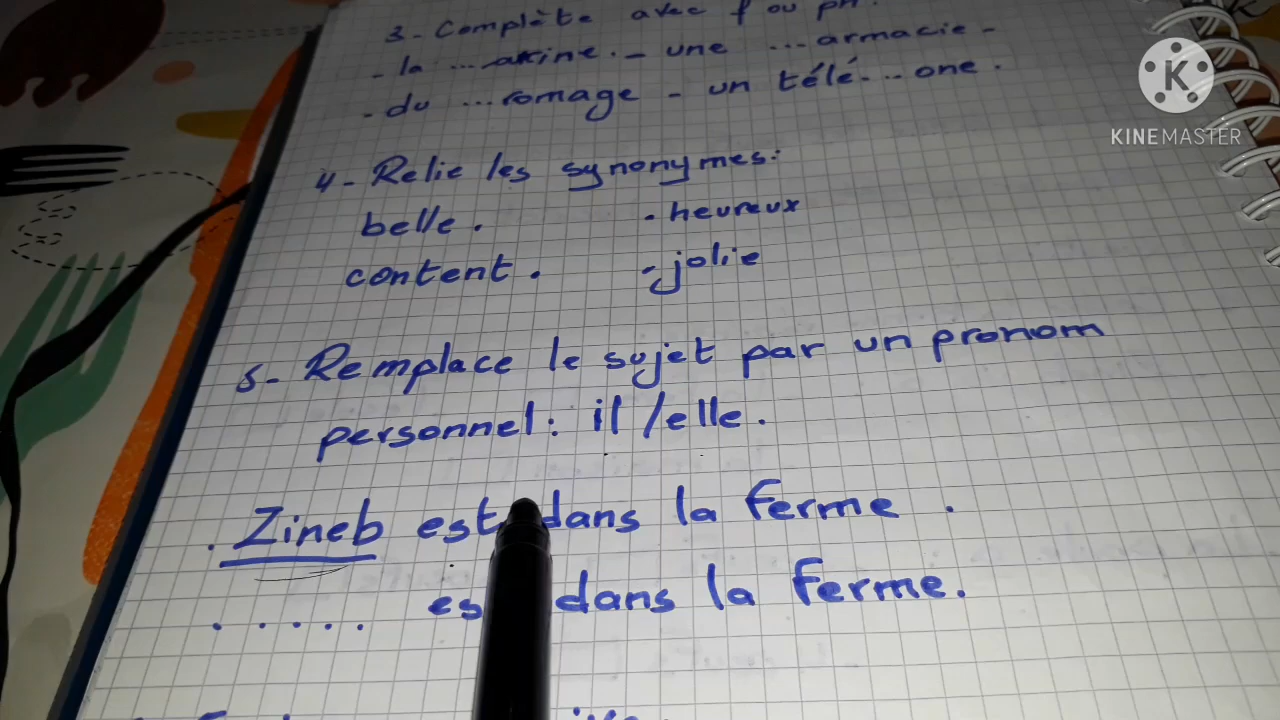 3- Complète avec f ou ph.
- la ...arine. - une ...armacie -
- du ...romage - un télé...one.
4- Relie les synonymes:
belle . . heureux
content . - jolie
5- Remplace le sujet par un pronom
personnel: il /elle.
. Zineb est dans la ferme .
..... es dans la ferme.
K
KINEMASTER